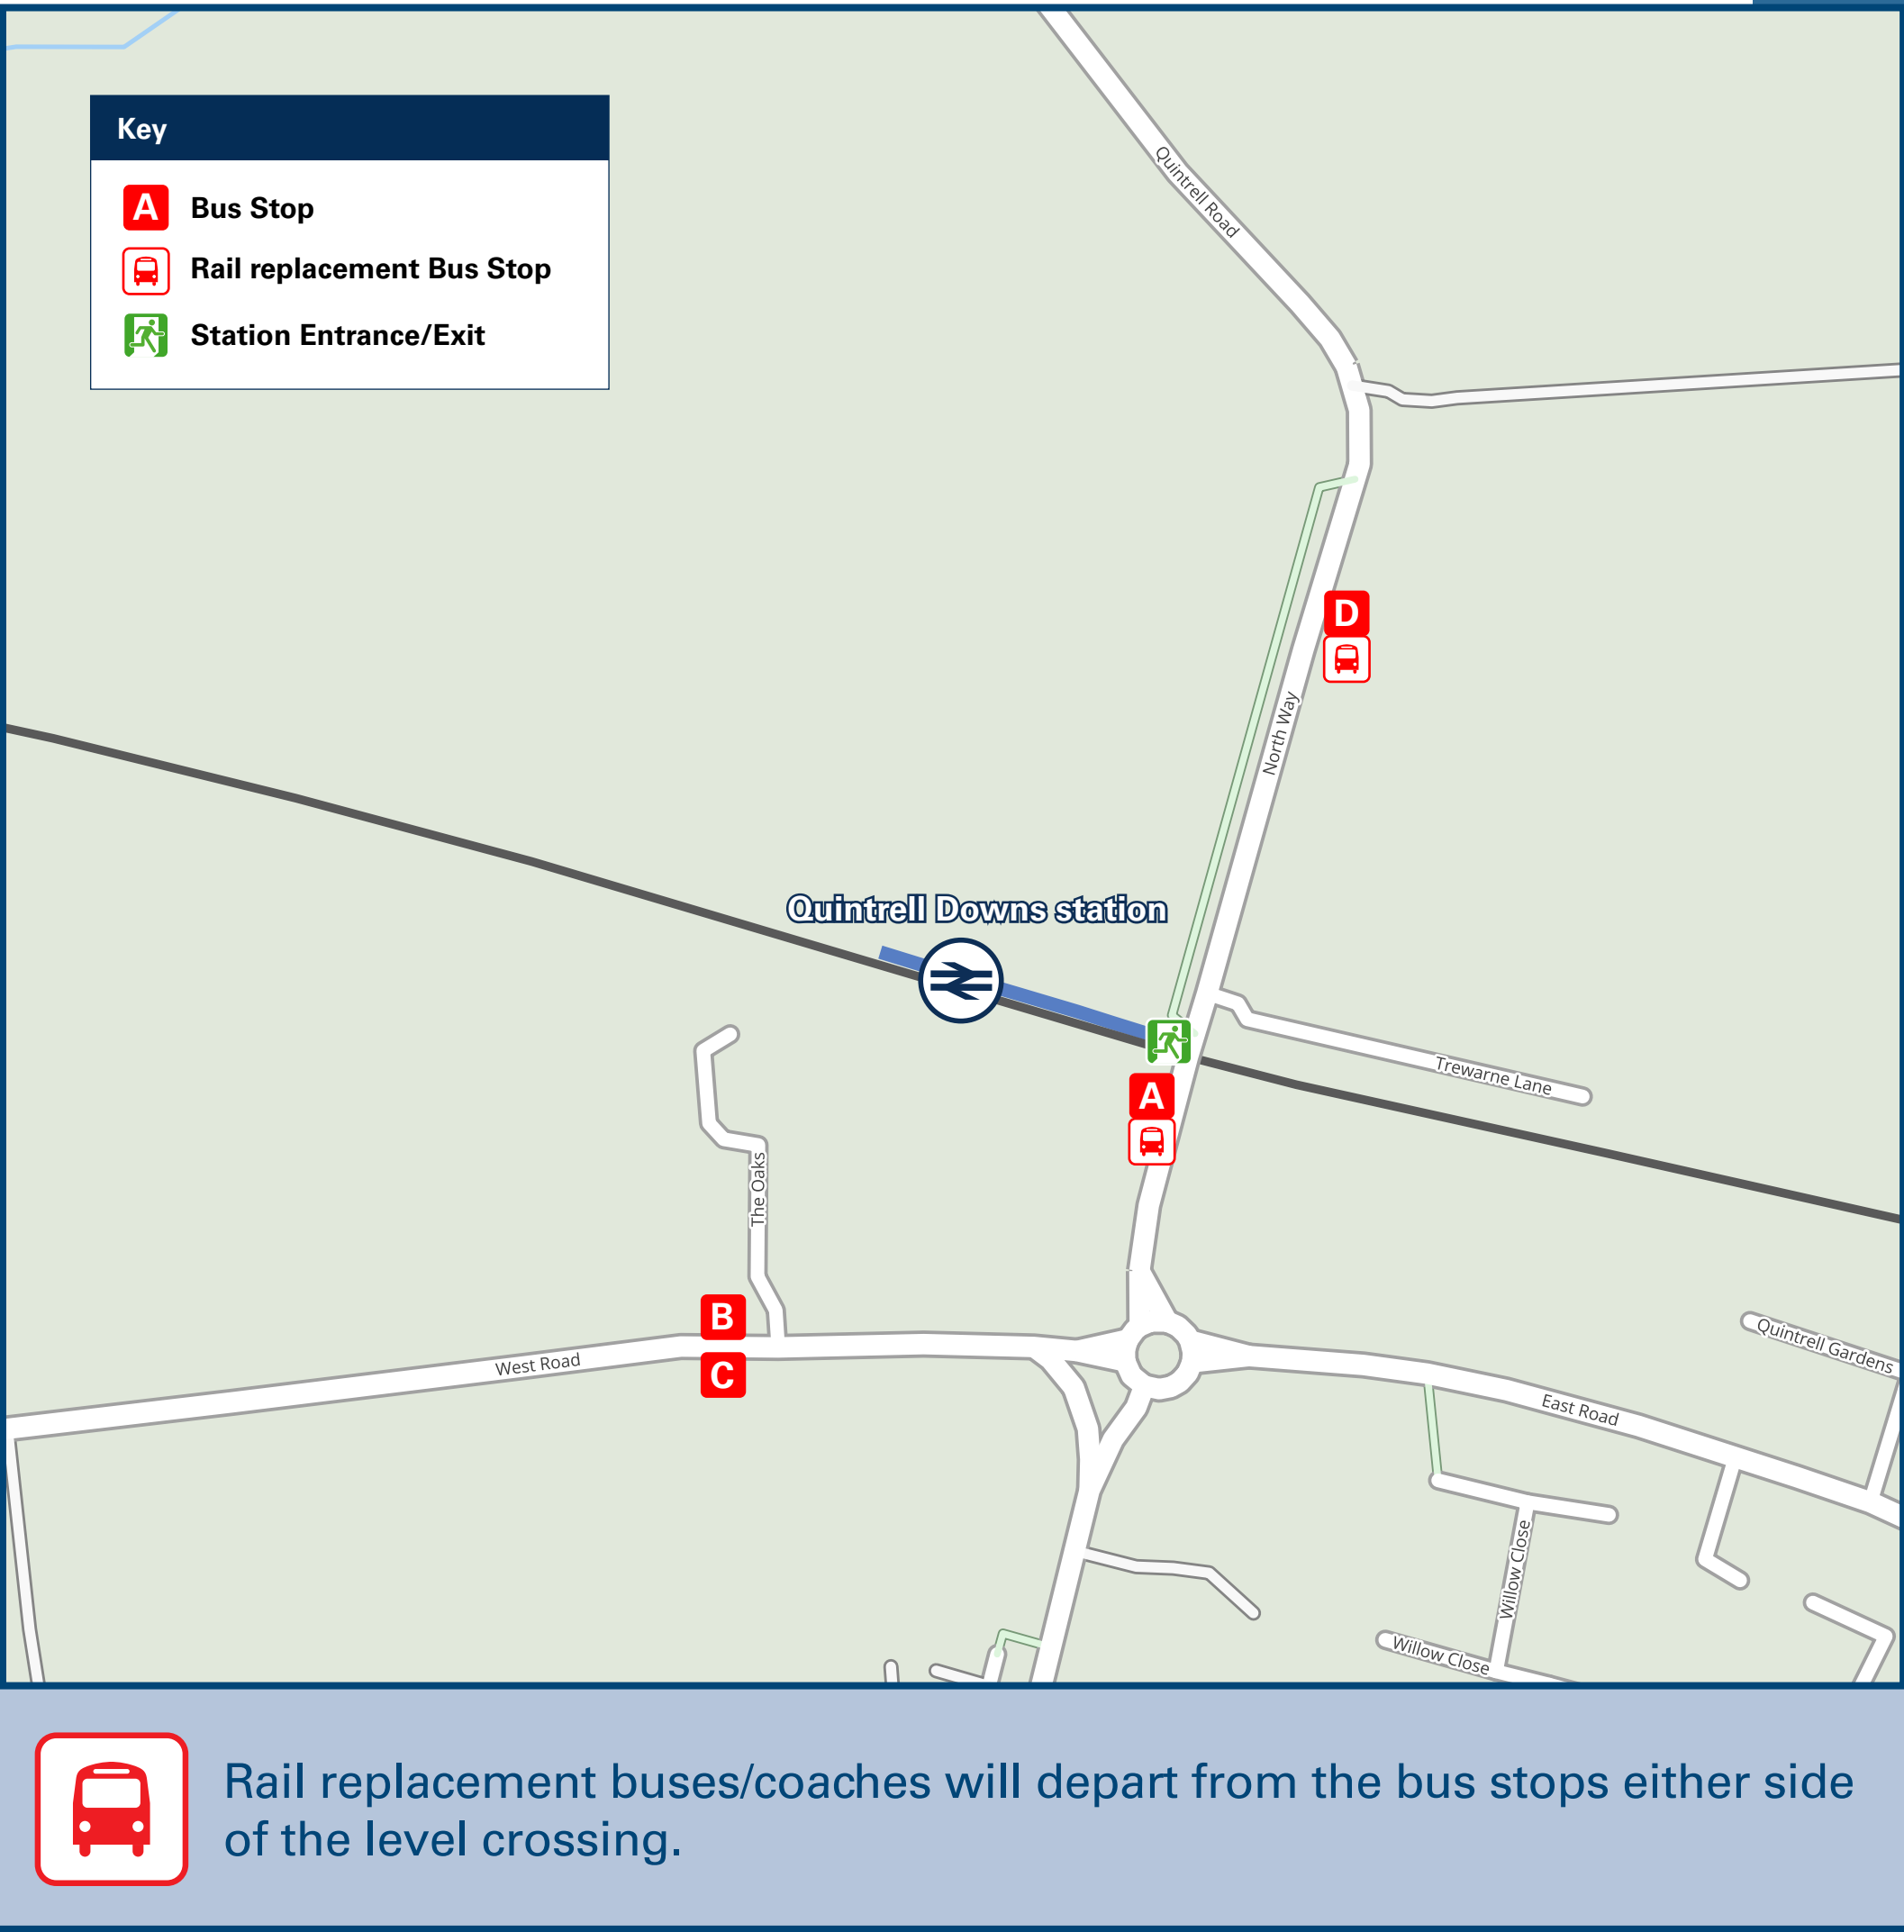 Key
A Bus Stop
Rail replacement Bus Stop
Station Entrance/Exit
Quintrell Road
D
North Way
Quintrell Downs station
Trewarne Lane
A
The Oaks
B
Quintrell Gardens
West Road
C
East Road
Willow Close
Willow Close
Rail replacement buses/coaches will depart from the bus stops either side
of the level crossing.